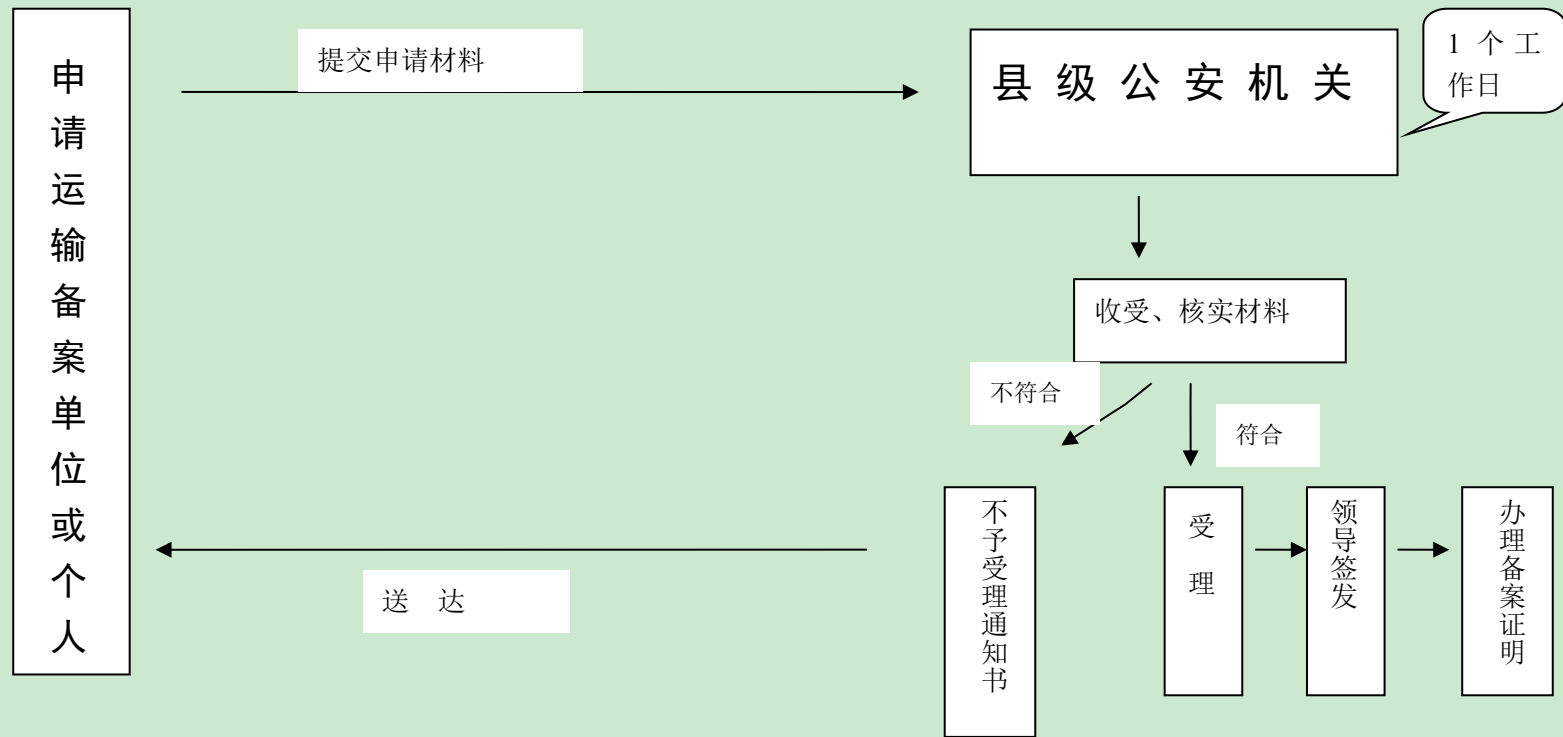 申请运输备案单位或个人
提交申请材料
县级公安机关
1 个 工
作日
收受、核实材料
不符合
符合
不予受理通知书
受理
领导签发
办理备案证明
送 达